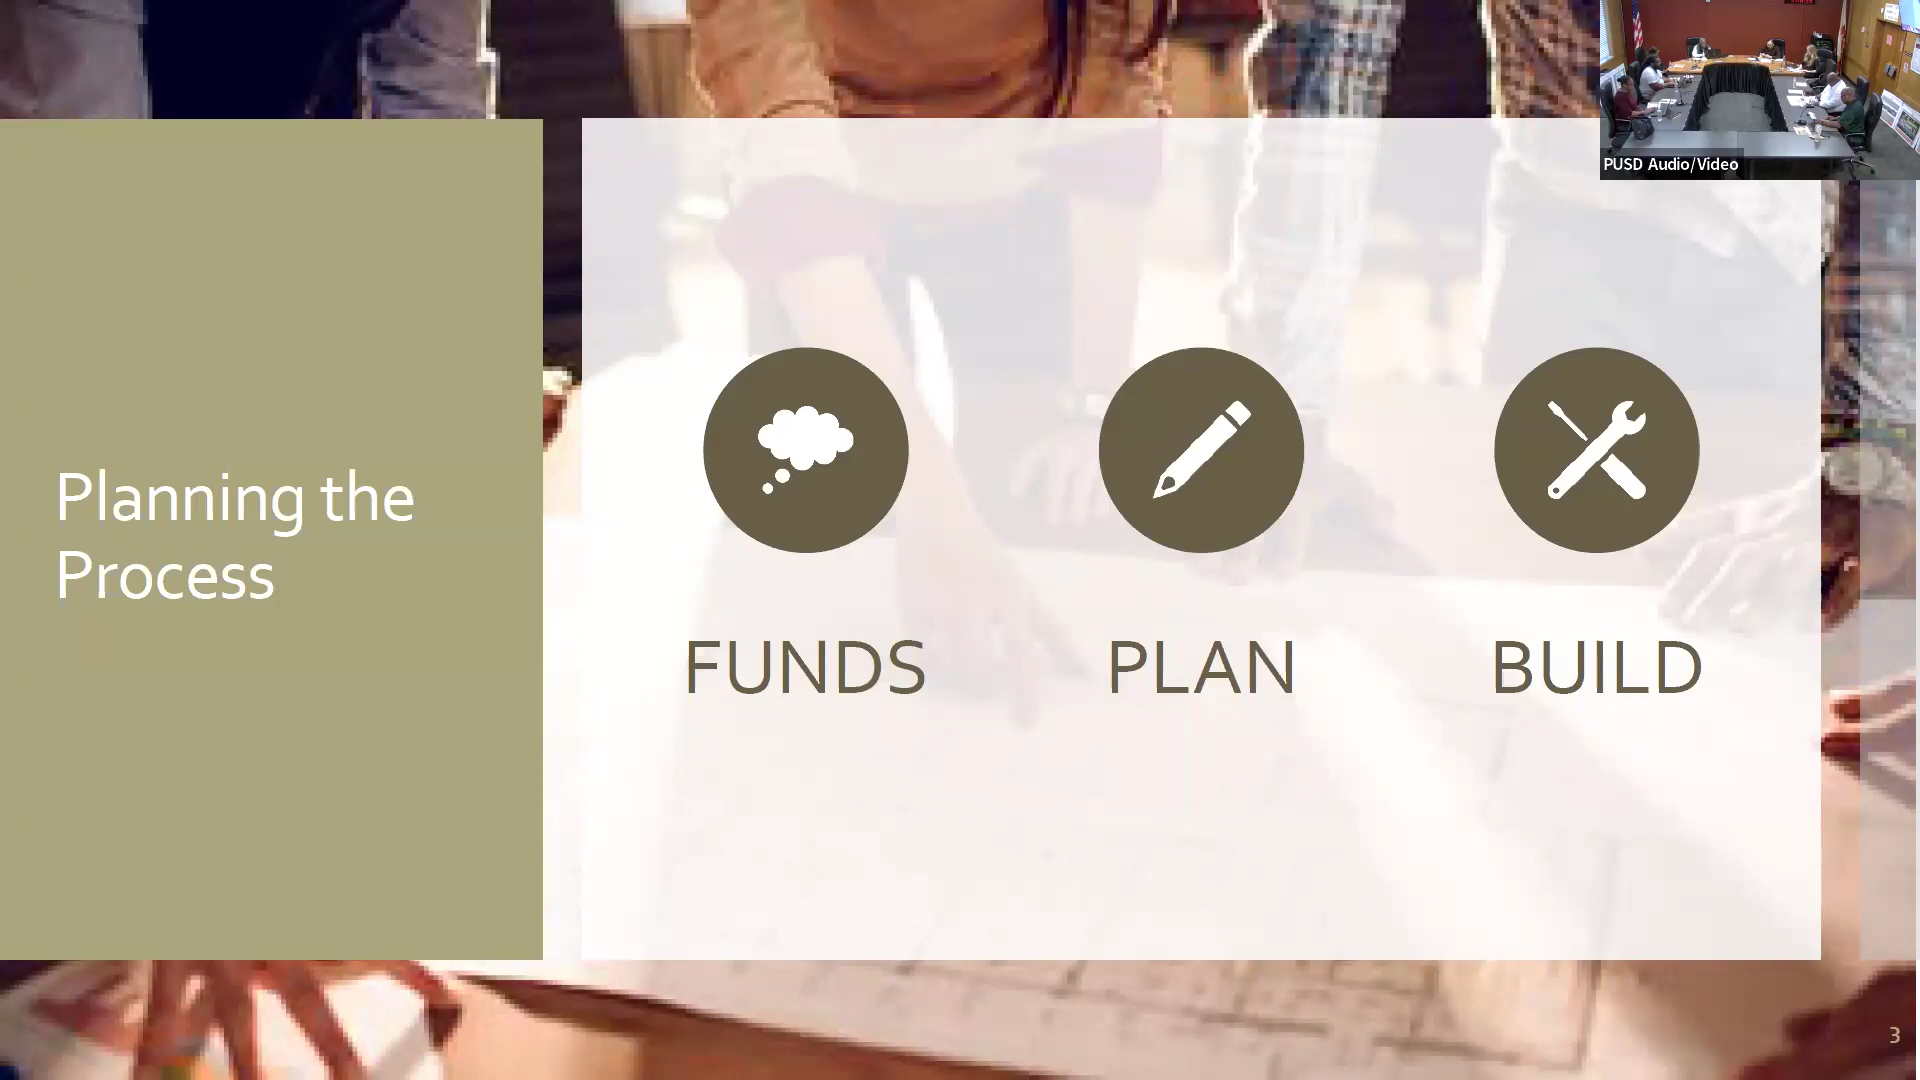 PUSD Audio/Video
Planning the
Process
FUNDS
PLAN
BUILD
3